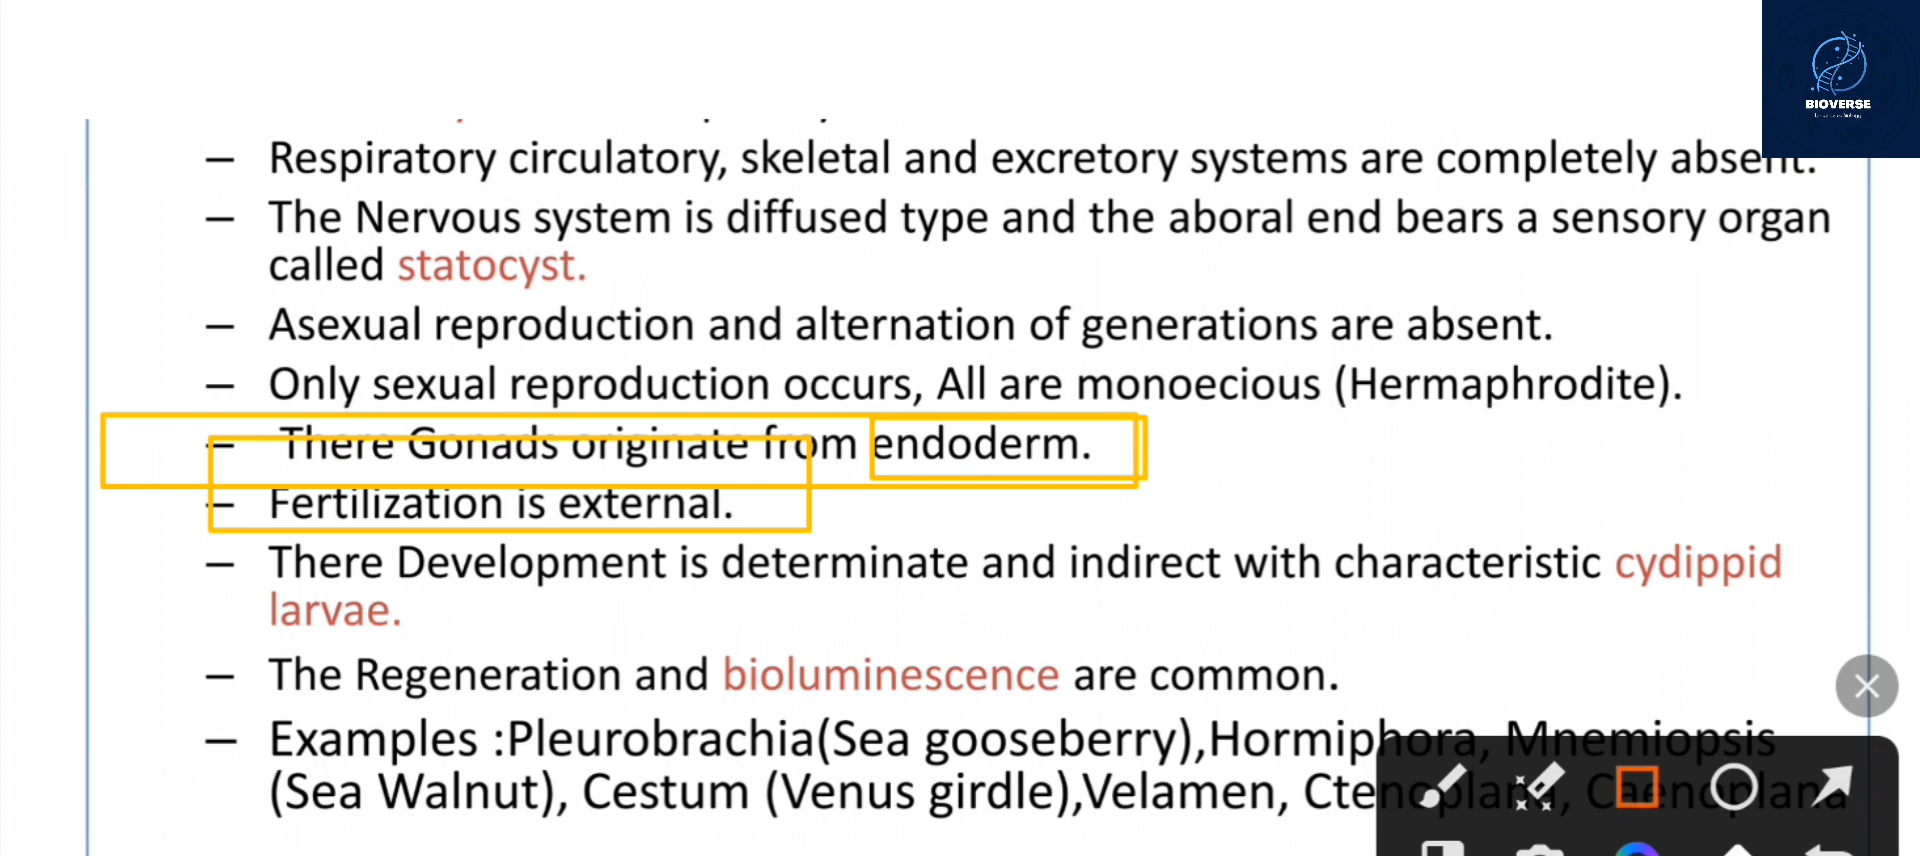 BIOVERSE
– Respiratory circulatory, skeletal and excretory systems are completely absent.
– The Nervous system is diffused type and the aboral end bears a sensory organ
called statocyst.
– Asexual reproduction and alternation of generations are absent.
– Only sexual reproduction occurs, All are monoecious (Hermaphrodite).
– There Gonads originate from endoderm.
– Fertilization is external.
– There Development is determinate and indirect with characteristic cydippid
larvae.
– The Regeneration and bioluminescence are common.
– Examples :Pleurobrachia(Sea gooseberry),Hormiphora, Mnemiopsis
(Sea Walnut), Cestum (Venus girdle),Velamen, Ctenoplana, Caenoplana